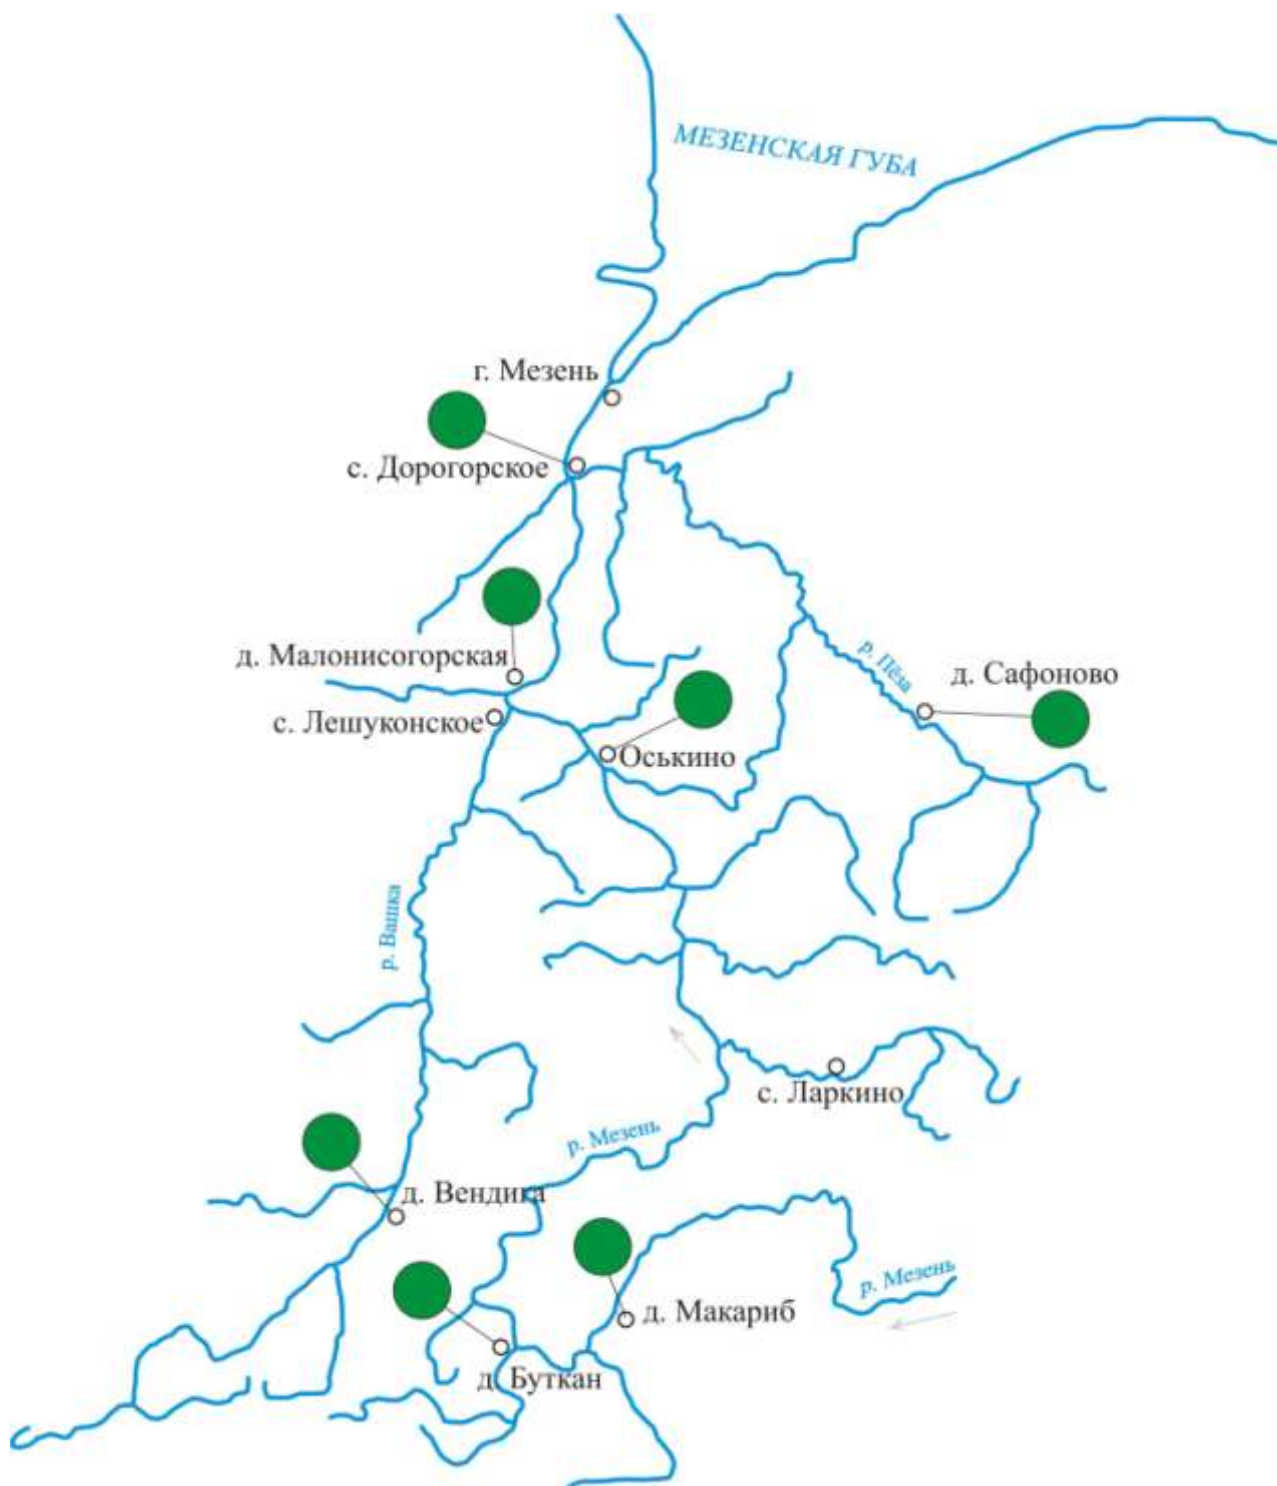 МЕЗЕНСКАЯ ГУБА
г. Мезень
с. Дорогорское
д. Малонисогорская
р. Пёза
д. Сафоново
с. Лешуконское
Оськино
р. Вашка
с. Ларкино
р. Мезень
д. Вендига
р. Мезень
д. Макариб
д. Буткан